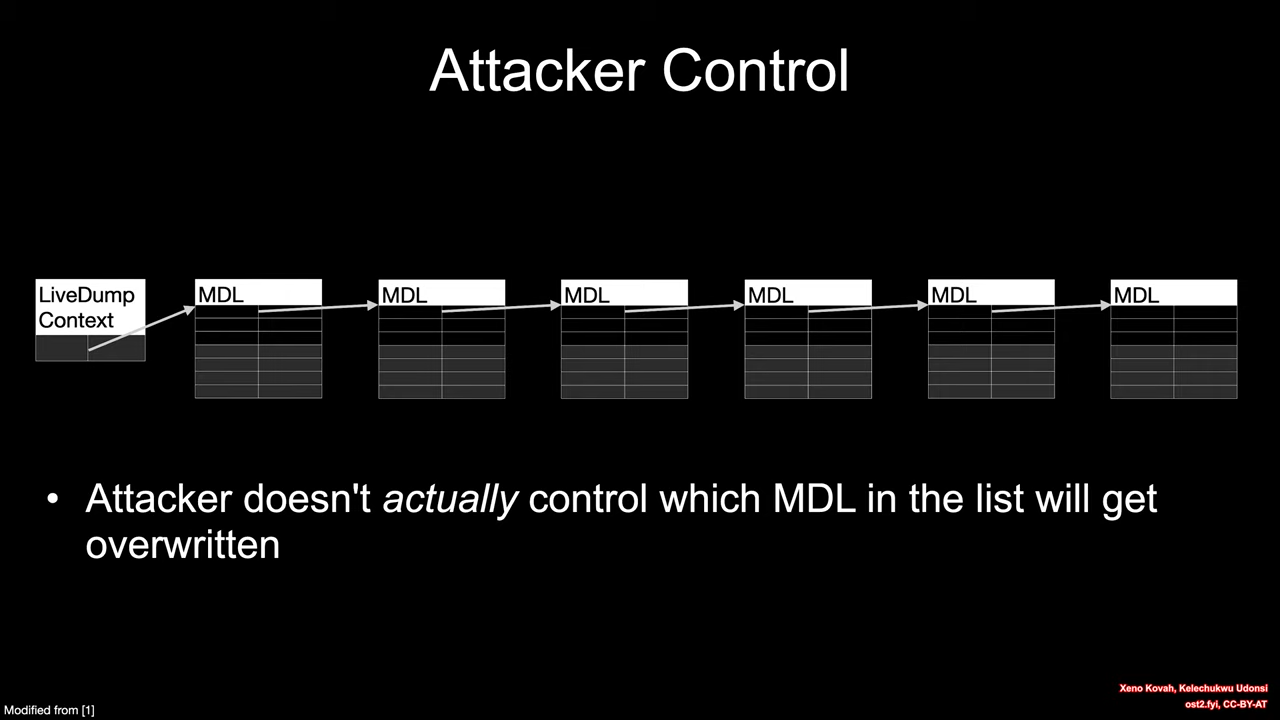 Attacker Control
LiveDump
Context
MDL
MDL
MDL
MDL
MDL
MDL
• Attacker doesn't actually control which MDL in the list will get
overwritten
Xeno Kovah, Kelechukwu Udonsi
ost2.fyi, CC-BY-AT
Modified from [1]